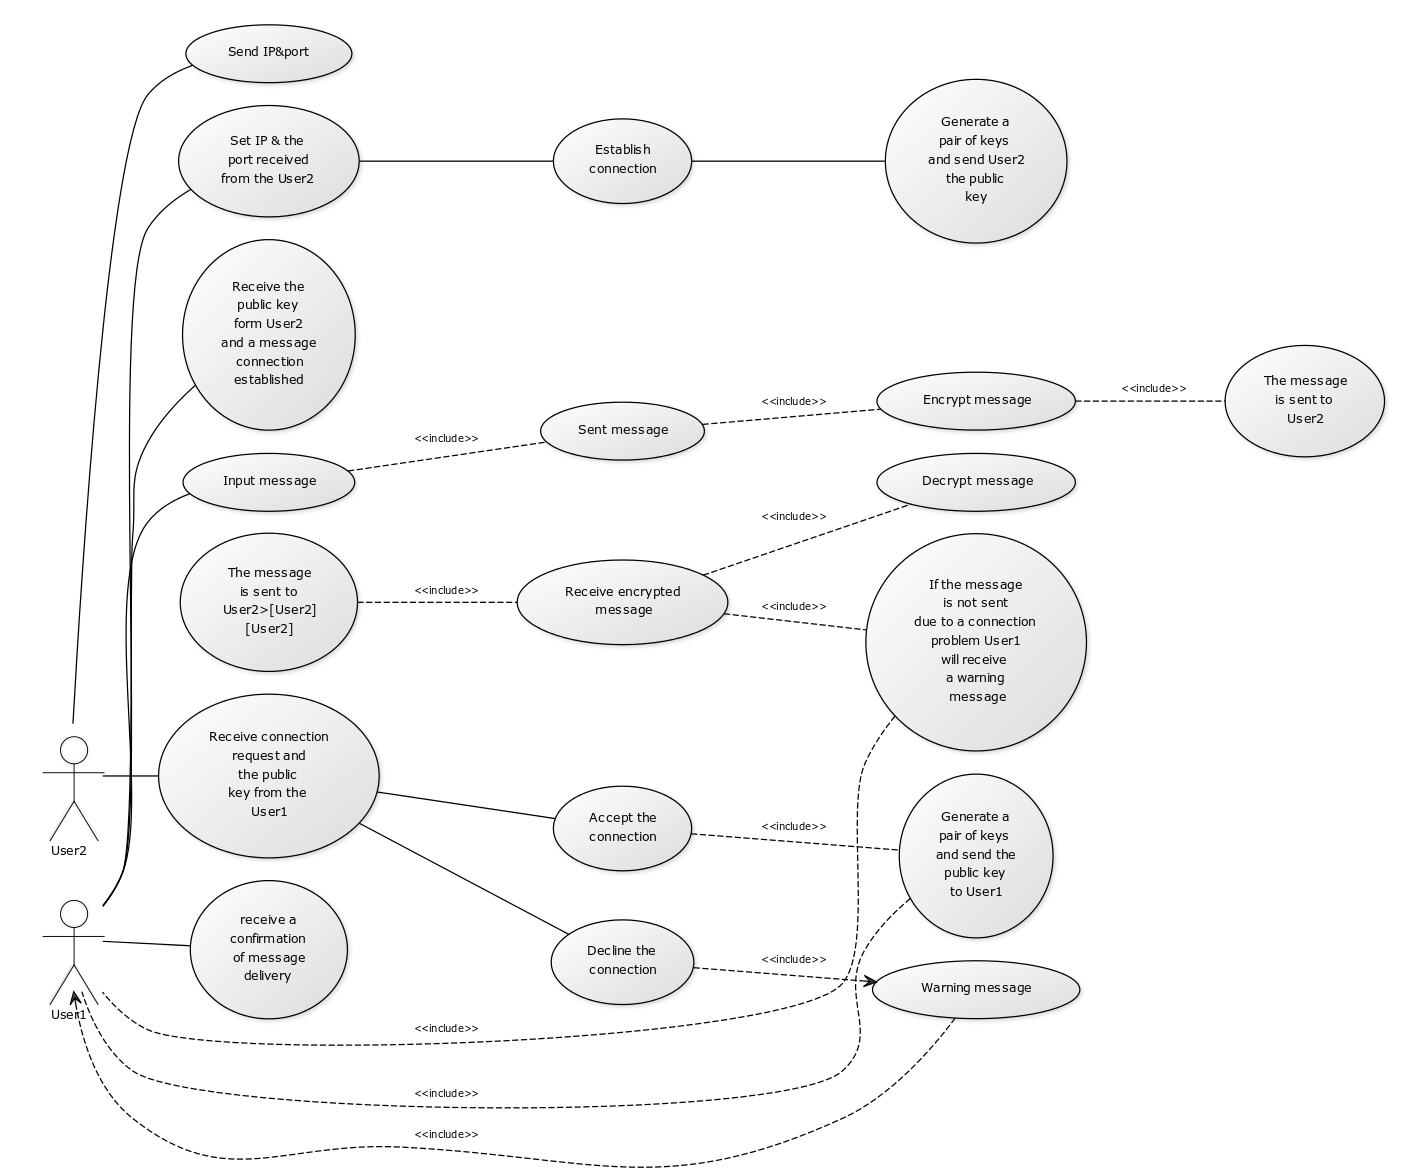 Send IP&port
Set IP & the
port received
from the User2
Establish
connection
Generate a
pair of keys
and send User2
the public
key
Receive the
public key
form User2
and a message
connection
established
Input message
<<include>>
Sent message
<<include>>
Encrypt message
<<include>>
The message
is sent to
User2
Decrypt message
<<include>>
The message
is sent to
User2>[User2]
[User2]
<<include>>
Receive encrypted
message
<<include>>
If the message
is not sent
due to a connection
problem User1
will receive
a warning
message
User2
Receive connection
request and
the public
key from the
User1
Accept the
connection
<<include>>
Generate a
pair of keys
and send the
public key
to User1
User1
receive a
confirmation
of message
delivery
Decline the
connection
<<include>>
Warning message
<<include>>
<<include>>
<<include>>